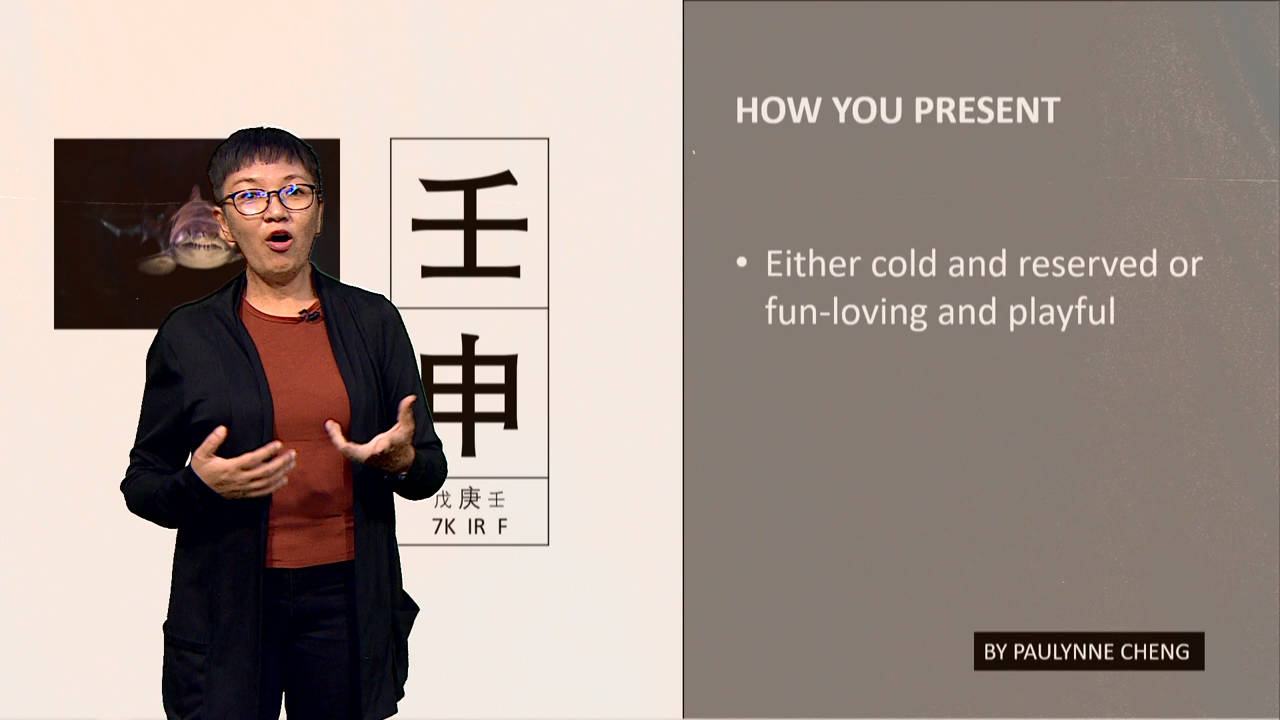 壬
申
戊 庚 壬
7K IR F
HOW YOU PRESENT
• Either cold and reserved or
fun-loving and playful
BY PAULYNNE CHENG